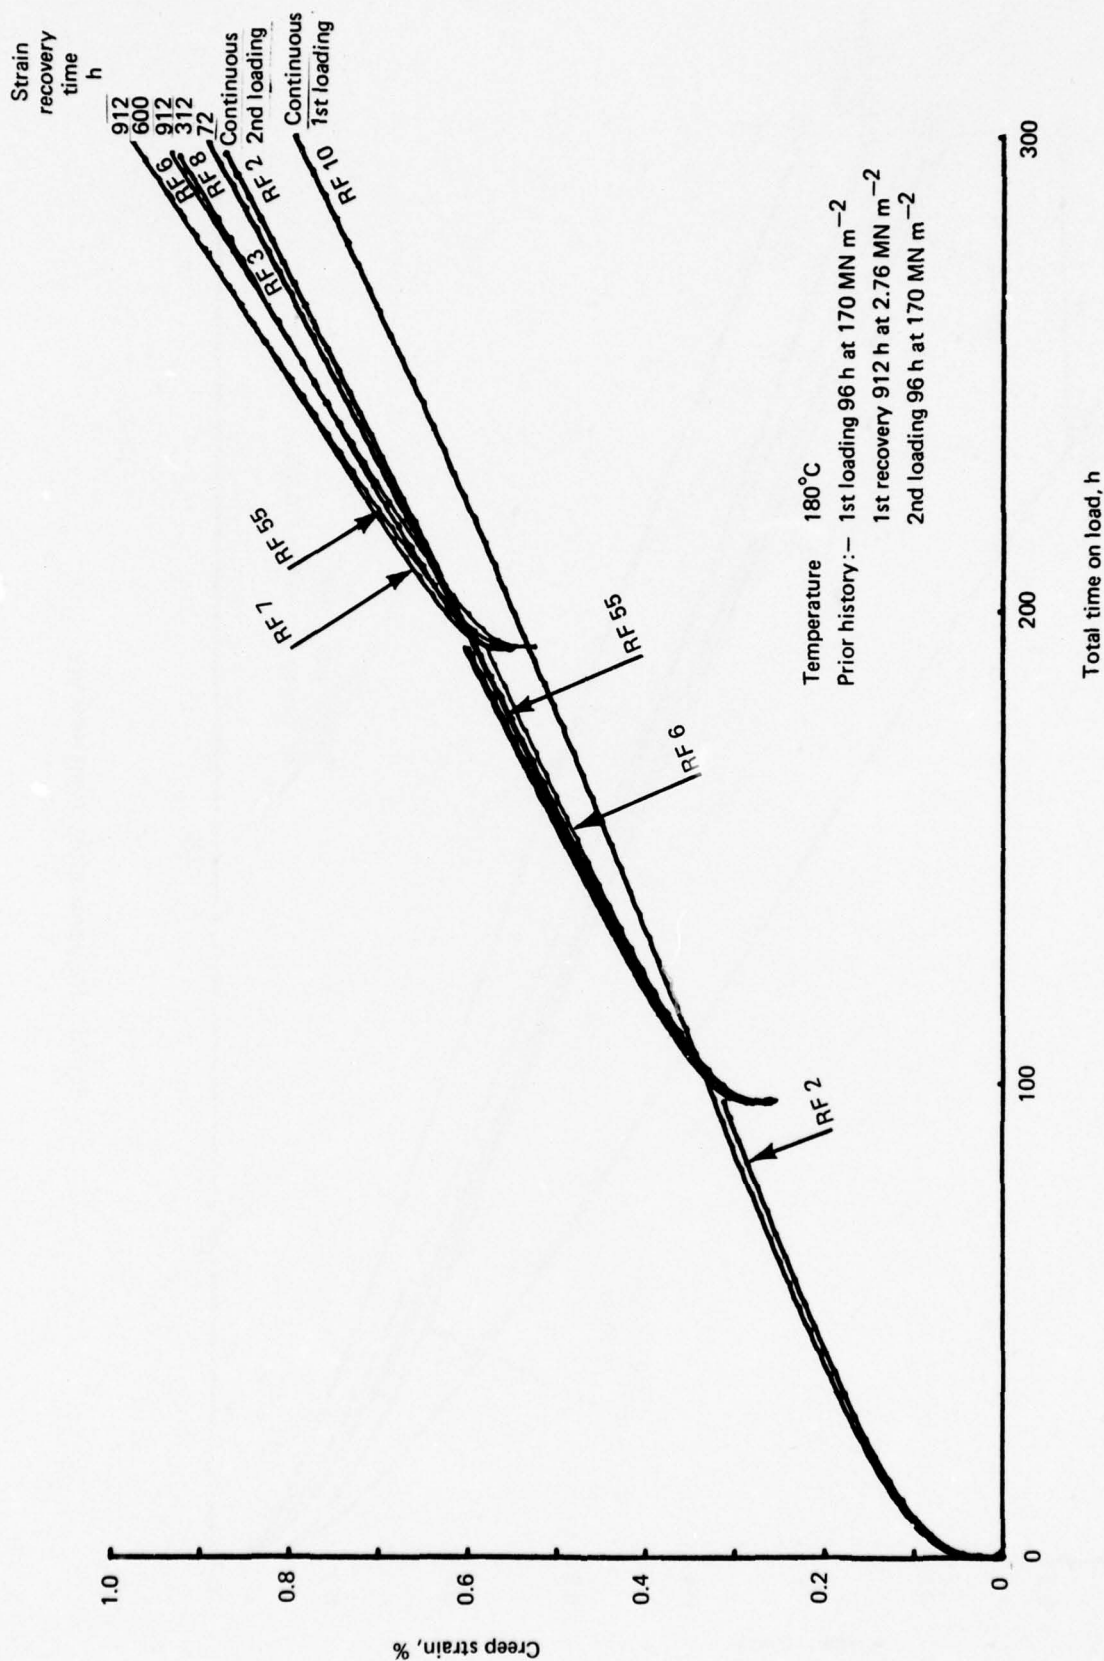 Strain
recovery
time
h
912
600
912
312
72
Continuous
2nd loading
Continuous
1st loading
RF 6
RF 8
RF 3
RF 2
RF 10
RF 55
RF 7
RF 55
RF 6
RF 2
Temperature 180°C
Prior history:– 1st loading 96 h at 170 MN m−2
1st recovery 912 h at 2.76 MN m−2
2nd loading 96 h at 170 MN m−2
Creep strain, %
1.0
0.8
0.6
0.4
0.2
0
0
100
200
300
Total time on load, h